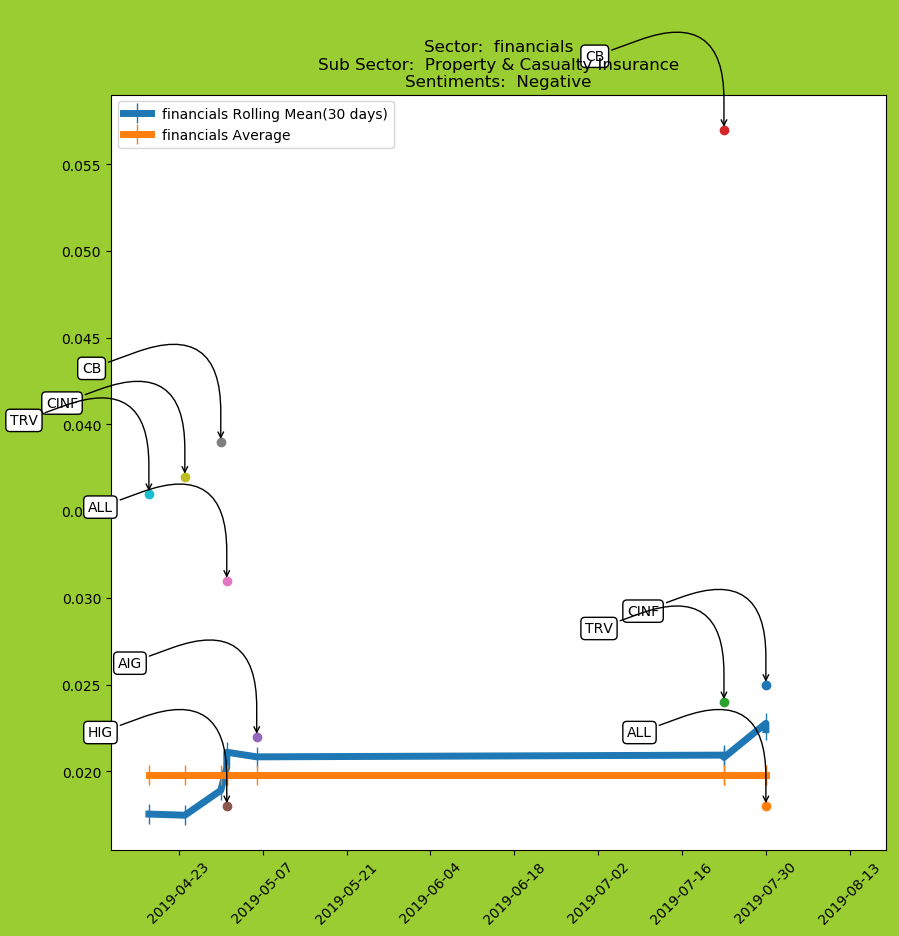 Sector:  financials
Sub Sector:  Property & Casualty Insurance
Sentiments:  Negative
CB
financials Rolling Mean(30 days)
financials Average
0.055
0.050
0.045
0.040
0.030
0.025
0.020
CB
CINF
TRV
ALL
AIG
HIG
CINF
TRV
ALL
2019-04-23
2019-05-07
2019-05-21
2019-06-04
2019-06-18
2019-07-02
2019-07-16
2019-07-30
2019-08-13